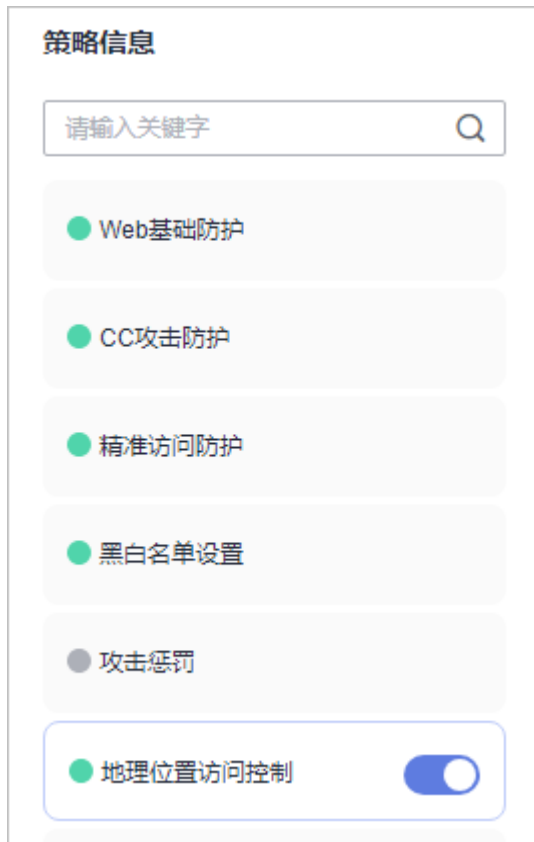 策略信息
请输入关键字
Web基础防护
CC攻击防护
精准访问防护
黑白名单设置
攻击惩罚
地理位置访问控制